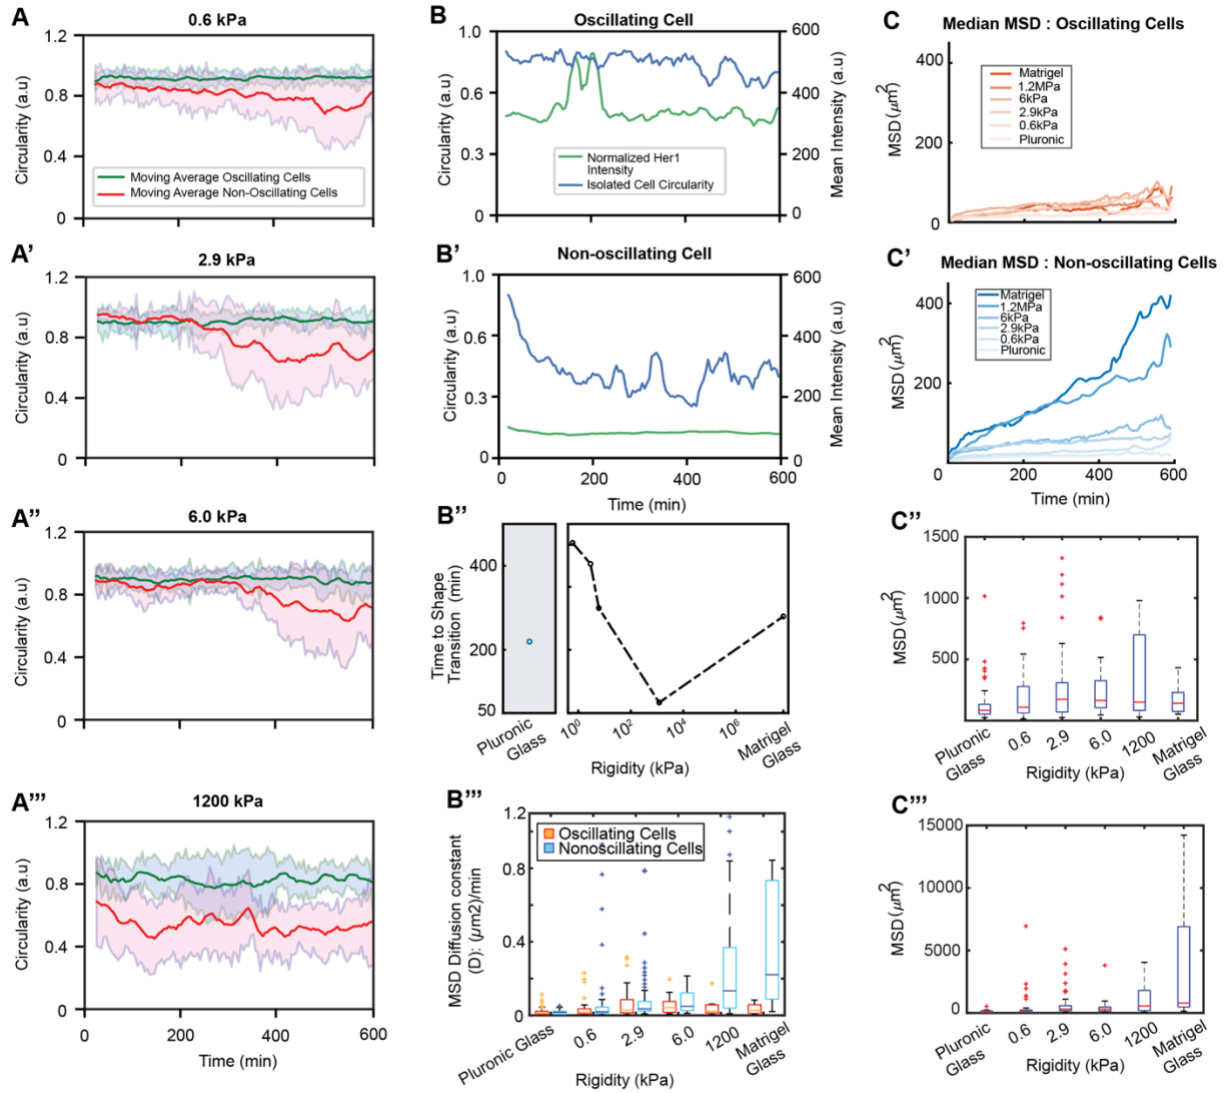 A
0.6 kPa
1.2
0.8
0.4
0
Circularity (a.u)
Moving Average Oscillating Cells
Moving Average Non-Oscillating Cells
B
Oscillating Cell
1.0
0.6
0.3
0
Circularity (a.u)
600
400
200
0
Mean Intensity (a.u)
Normalized Her1
Intensity
Isolated Cell Circularity
C
Median MSD : Oscillating Cells
400
200
0
MSD (μm²)
Matrigel
1.2MPa
6kPa
2.9kPa
0.6kPa
Pluronic
A'
2.9 kPa
1.2
0.8
0.4
0
Circularity (a.u)
B'
Non-oscillating Cell
1.0
0.6
0.3
0
Circularity (a.u)
600
400
200
0
Mean Intensity (a.u)
0
200
400
600
Time (min)
C'
Median MSD : Non-oscillating Cells
400
200
MSD (μm²)
Matrigel
1.2MPa
6kPa
2.9kPa
0.6kPa
Pluronic
0
200
400
600
Time (min)
A''
6.0 kPa
1.2
0.8
0.4
0
Circularity (a.u)
B''
Time to Shape
Transition (min)
400
200
50
Pluronic
Glass
10⁰
10²
10⁴
10⁶
Matrigel
Glass
Rigidity (kPa)
C''
1500
1000
500
MSD (μm²)
Pluronic
Glass
0.6
2.9
6.0
1200
Matrigel
Glass
Rigidity (kPa)
A'''
1200 kPa
1.2
0.8
0.4
0
Circularity (a.u)
0
200
400
600
Time (min)
B'''
1.2
0.8
0.4
0
MSD Diffusion constant
(D): (μm2)/min
Oscillating Cells
Nonoscillating Cells
Pluronic Glass
0.6
2.9
6.0
1200
Matrigel
Glass
Rigidity (kPa)
C'''
15000
10000
5000
0
MSD (μm²)
Pluronic
Glass
0.6
2.9
6.0
1200
Matrigel
Glass
Rigidity (kPa)